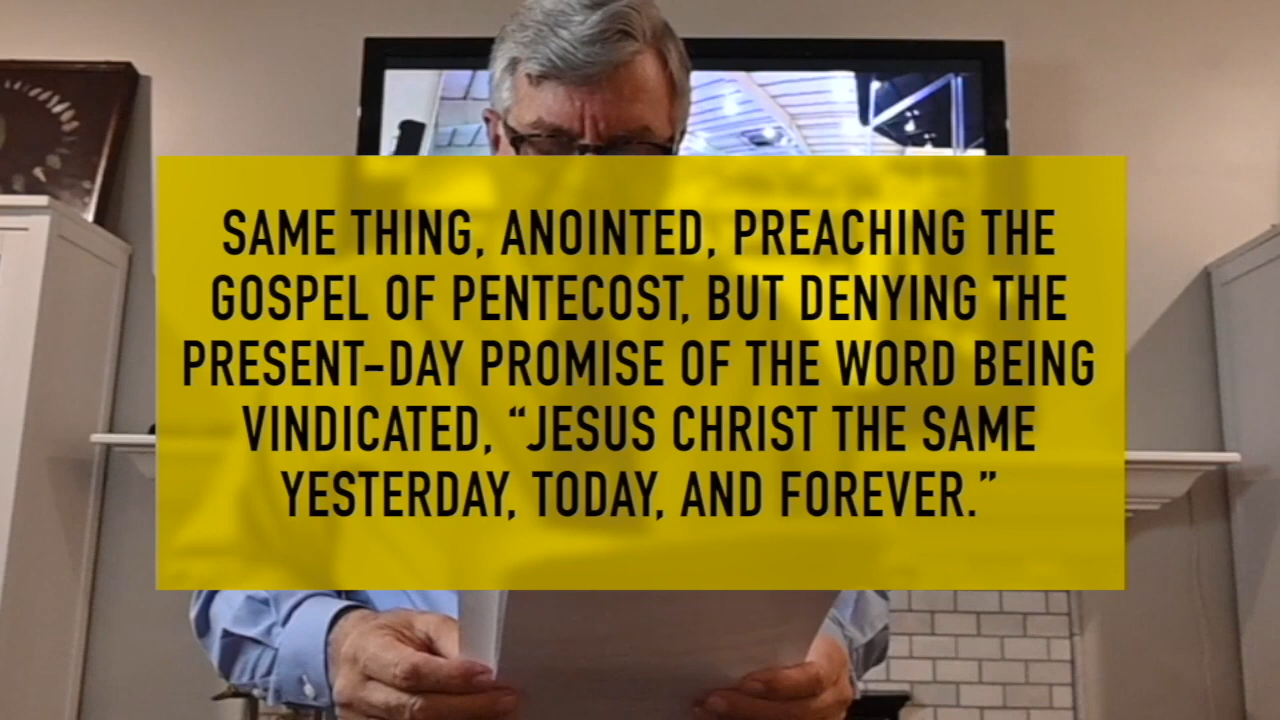 SAME THING, ANOINTED, PREACHING THE
GOSPEL OF PENTECOST, BUT DENYING THE
PRESENT-DAY PROMISE OF THE WORD BEING
VINDICATED, “JESUS CHRIST THE SAME
YESTERDAY, TODAY, AND FOREVER.”